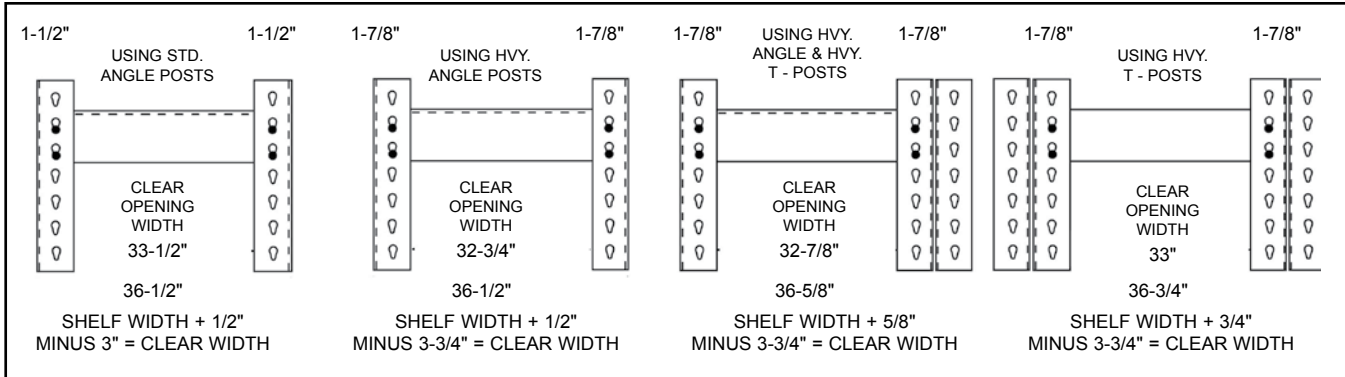 1-1/2"
1-1/2"
USING STD.
ANGLE POSTS
CLEAR
OPENING
WIDTH
33-1/2"
36-1/2"
SHELF WIDTH + 1/2"
MINUS 3" = CLEAR WIDTH
1-7/8"
1-7/8"
USING HVY.
ANGLE POSTS
CLEAR
OPENING
WIDTH
32-3/4"
36-1/2"
SHELF WIDTH + 1/2"
MINUS 3-3/4" = CLEAR WIDTH
1-7/8"
1-7/8"
USING HVY.
ANGLE & HVY.
T - POSTS
CLEAR
OPENING
WIDTH
32-7/8"
36-5/8"
SHELF WIDTH + 5/8"
MINUS 3-3/4" = CLEAR WIDTH
1-7/8"
1-7/8"
USING HVY.
T - POSTS
CLEAR
OPENING
WIDTH
33"
36-3/4"
SHELF WIDTH + 3/4"
MINUS 3-3/4" = CLEAR WIDTH